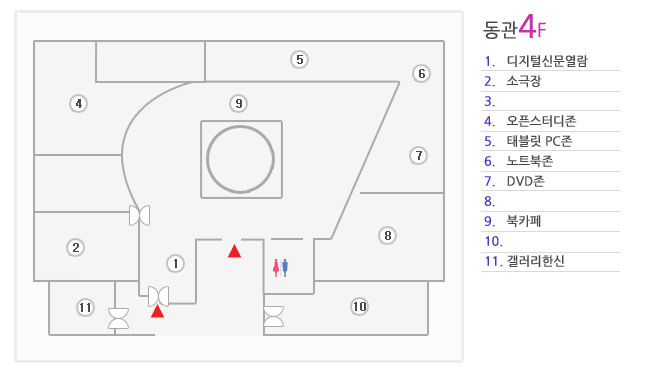 동관4F
5
6
4
9
7
2
8
1
11
10
1. 디지털신문열람
2. 소극장
3.
4. 오픈스터디존
5. 태블릿 PC존
6. 노트북존
7. DVD존
8.
9. 북카페
10.
11. 갤러리한신